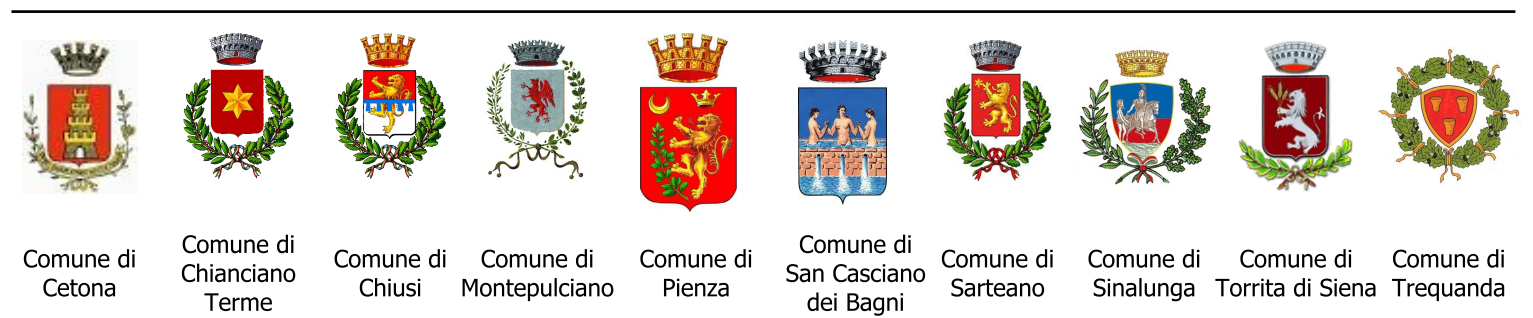 Comune di
Cetona
Comune di
Chianciano
Terme
Comune di
Chiusi
Comune di
Montepulciano
Comune di
Pienza
Comune di
San Casciano
dei Bagni
Comune di
Sarteano
Comune di
Sinalunga
Comune di
Torrita di Siena
Comune di
Trequanda